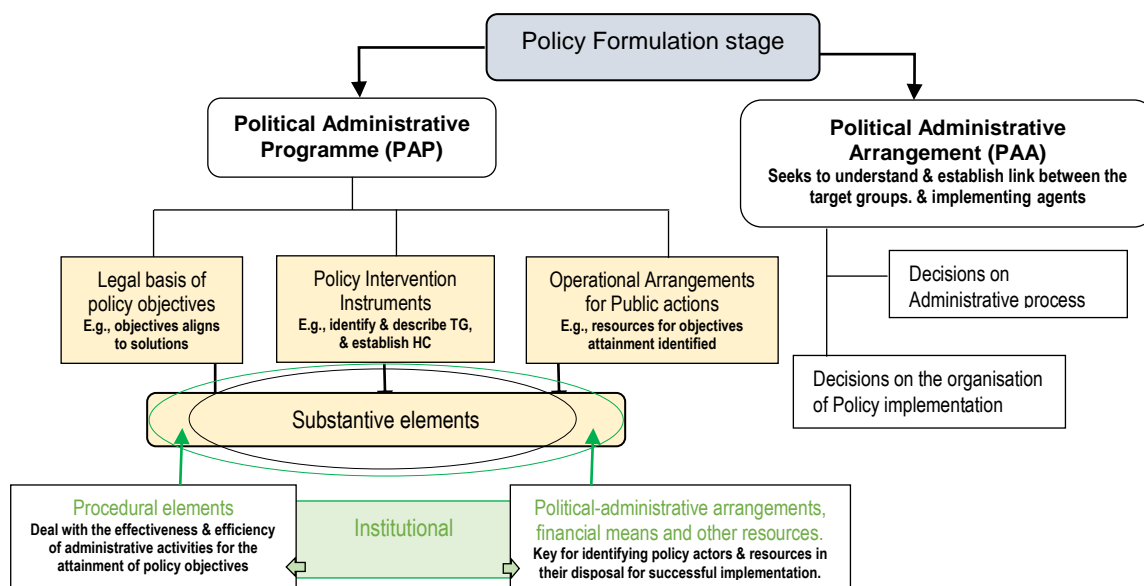 Policy Formulation stage
Political Administrative
Programme (PAP)
Political Administrative
Arrangement (PAA)
Seeks to understand & establish link between the
target groups. & implementing agents
Legal basis of
policy objectives
E.g., objectives aligns
to solutions
Policy Intervention
Instruments
E.g., identify & describe TG,
& establish HC
Operational Arrangements
for Public actions
E.g., resources for objectives
attainment identified
Decisions on
Administrative process
Decisions on the organisation
of Policy implementation
Substantive elements
Procedural elements
Deal with the effectiveness & efficiency
of administrative activities for the
attainment of policy objectives
Institutional
Political-administrative arrangements,
financial means and other resources.
Key for identifying policy actors & resources in
their disposal for successful implementation.